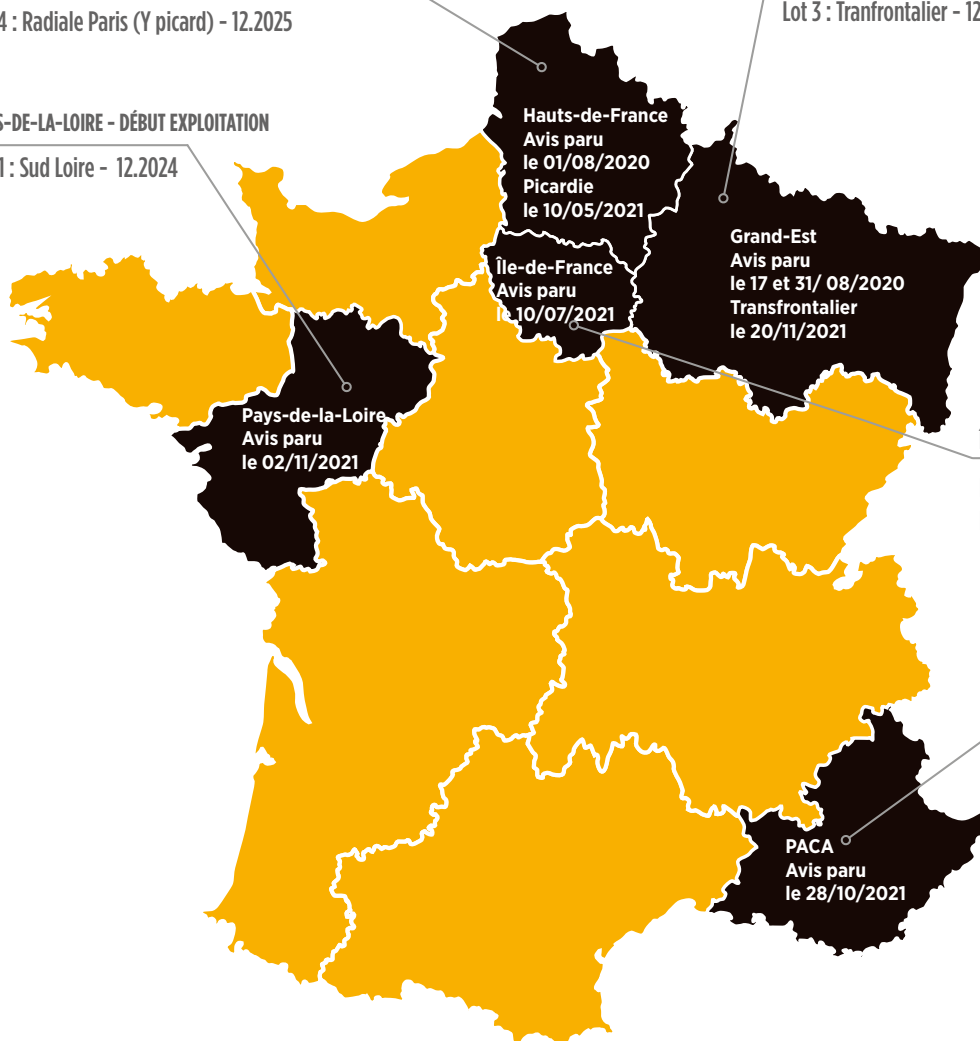 4 : Radiale Paris (Y picard) - 12.2025
Lot 3 : Tranfrontalier - 12
S-DE-LA-LOIRE - DÉBUT EXPLOITATION
1 : Sud Loire - 12.2024
Hauts-de-France
Avis paru
le 01/08/2020
Picardie
le 10/05/2021
Grand-Est
Avis paru
le 17 et 31/ 08/2020
Transfrontalier
le 20/11/2021
Île-de-France
Avis paru
le 10/07/2021
Pays-de-la-Loire
Avis paru
le 02/11/2021
PACA
Avis paru
le 28/10/2021